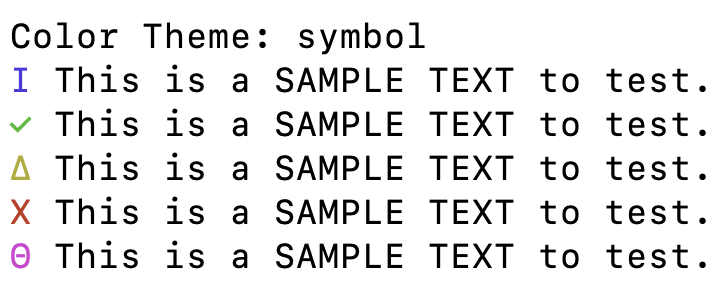 Color Theme: symbol
I This is a SAMPLE TEXT to test.
✓ This is a SAMPLE TEXT to test.
Δ This is a SAMPLE TEXT to test.
X This is a SAMPLE TEXT to test.
Θ This is a SAMPLE TEXT to test.